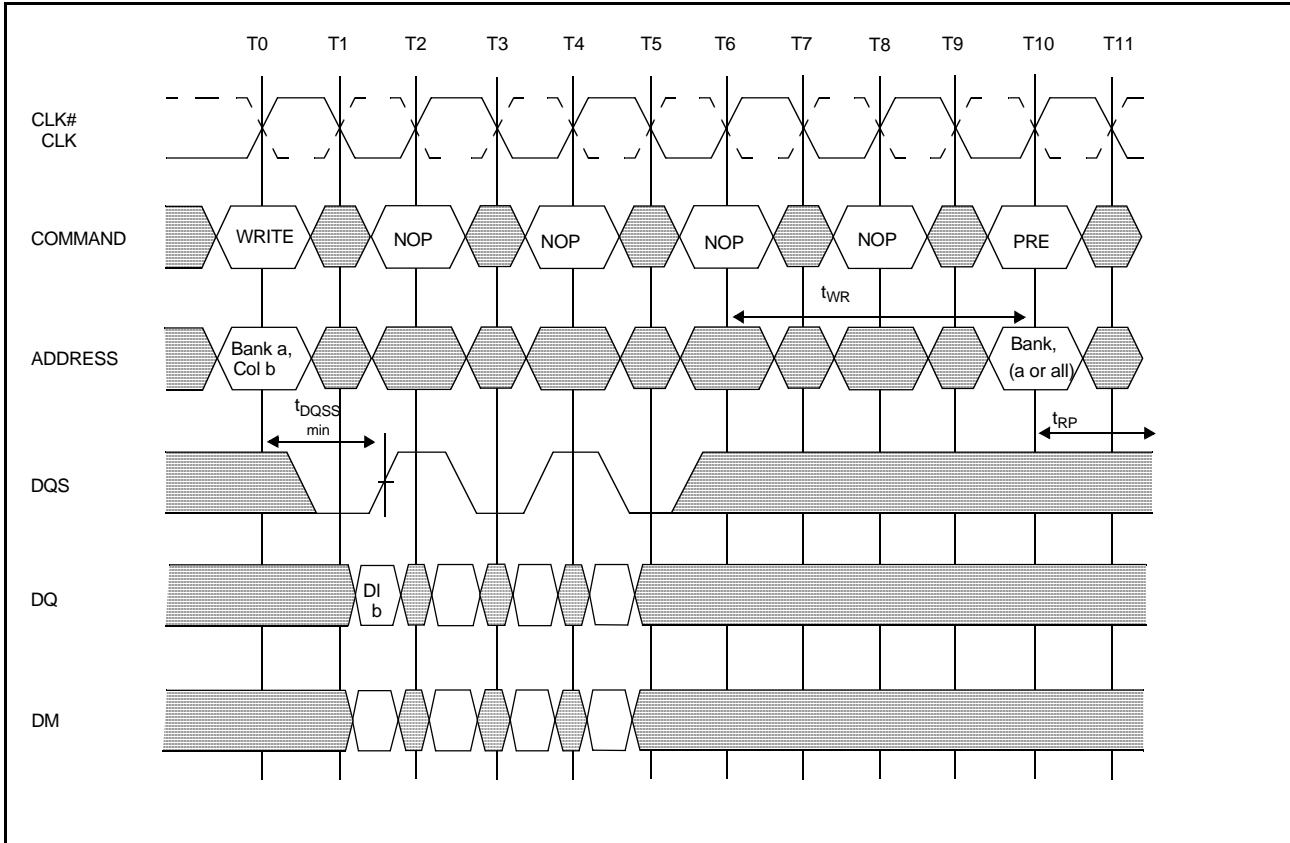 T0 T1 T2 T3 T4 T5 T6 T7 T8 T9 T10 T11
CLK#
CLK
COMMAND WRITE NOP NOP NOP NOP PRE
tWR
ADDRESS Bank a, Col b Bank, (a or all)
tDQSS
min
tRP
DQS
DQ DI b
DM